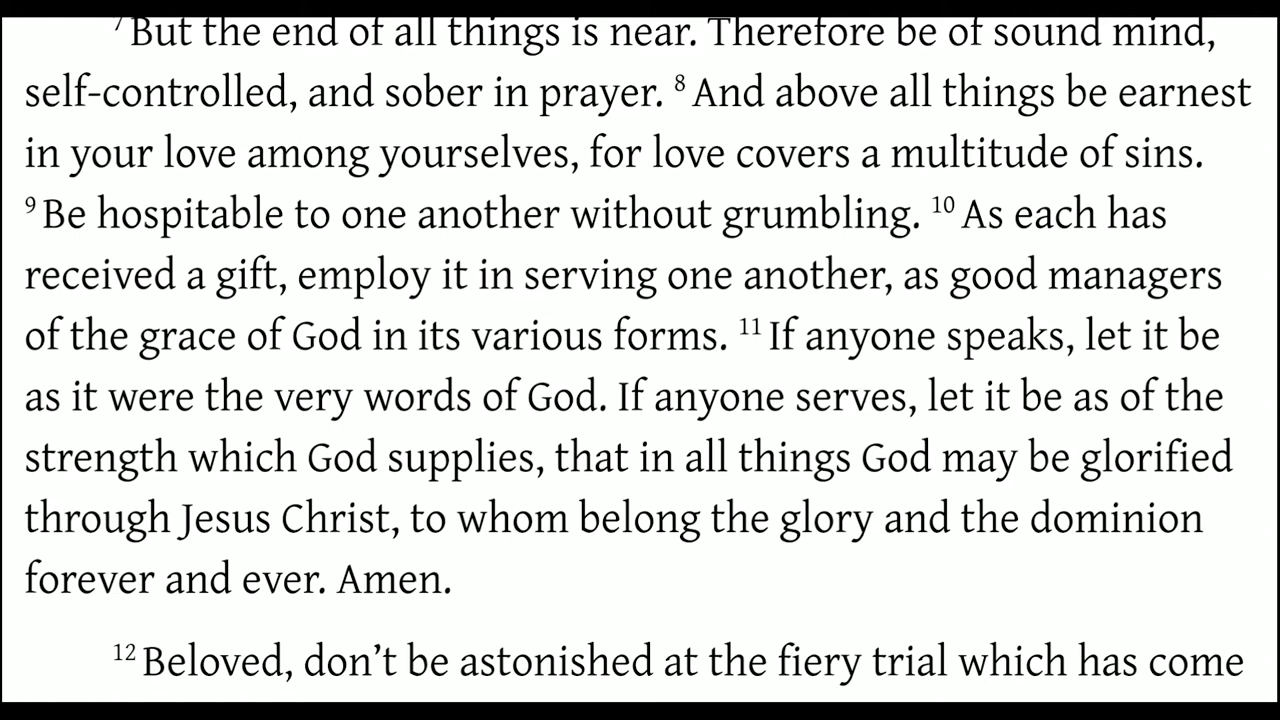 ⁷ But the end of all things is near. Therefore be of sound mind,
self-controlled, and sober in prayer. ⁸ And above all things be earnest
in your love among yourselves, for love covers a multitude of sins.
⁹ Be hospitable to one another without grumbling. ¹⁰ As each has
received a gift, employ it in serving one another, as good managers
of the grace of God in its various forms. ¹¹ If anyone speaks, let it be
as it were the very words of God. If anyone serves, let it be as of the
strength which God supplies, that in all things God may be glorified
through Jesus Christ, to whom belong the glory and the dominion
forever and ever. Amen.
¹² Beloved, don’t be astonished at the fiery trial which has come